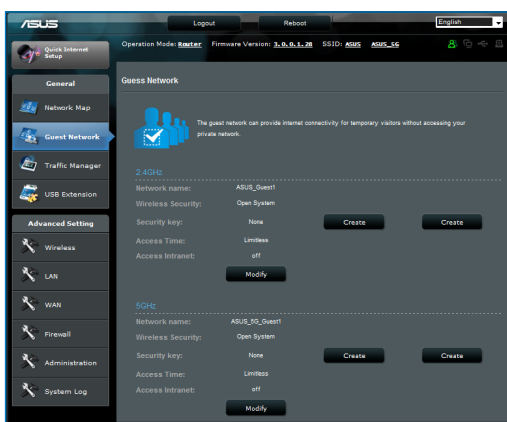 ASUS Logout Reboot English
Quick Internet Setup
Operation Mode: Router Firmware Version: 3.0.0.1.28 SSID: ASUS ASUS_5G
General
Network Map
Guest Network
Traffic Manager
USB Extension
Advanced Setting
Wireless
LAN
WAN
Firewall
Administration
System Log
Guess Network
The guest network can provide internet connectivity for temporary visitors without accessing your
private network.
2.4GHz
Network name: ASUS_Guest1
Wireless Security: Open System
Security key: None Create Create
Access Time: Limitless
Access Intranet: off
Modify
5GHz
Network name: ASUS_5G_Guest1
Wireless Security: Open System
Security key: None Create Create
Access Time: Limitless
Access Intranet: off
Modify